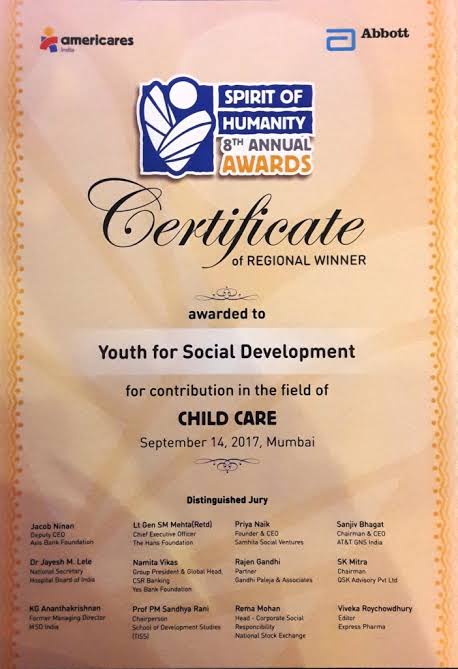 americares
India
Abbott
SPIRIT OF
HUMANITY
8TH ANNUAL
AWARDS
Certificate
of REGIONAL WINNER
awarded to
Youth for Social Development
for contribution in the field of
CHILD CARE
September 14, 2017, Mumbai
Distinguished Jury
Jacob Ninan
Deputy CEO
Axis Bank Foundation
Lt Gen SM Mehta(Retd)
Chief Executive Officer
The Hans Foundation
Priya Naik
Founder & CEO
Samhita Social Ventures
Sanjiv Bhagat
Chairman & CEO
AT&T GNS India
Dr Jayesh M. Lele
National Secretary
Hospital Board of India
Namita Vikas
Group President & Global Head,
CSR Banking
Yes Bank Foundation
Rajen Gandhi
Partner
Gandhi Paleja & Associates
SK Mitra
Chairman
QSK Advisory Pvt Ltd
KG Ananthakrishnan
Former Managing Director
MSD India
Prof PM Sandhya Rani
Chairperson
School of Development Studies
(TISS)
Rema Mohan
Head - Corporate Social
Responcibility
National Stock Exchange
Viveka Roychowdhury
Editor
Express Pharma